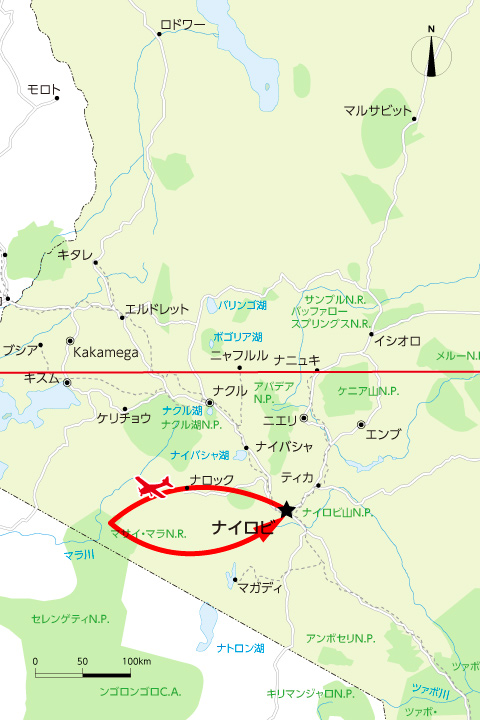 ロドワー
N
モロト
マルサビット
キタレ
バリンゴ湖
サンブルN.R.
バッファロー
スプリングスN.R.
エルドレット
ボゴリア湖
イシオロ
ブシア
Kakamega
ニャフルル
ナニュキ
メルーN.
キスム
ナクル
アバデア
N.P.
ケニア山N.P.
ケリチョウ
ナクル湖
ナクル湖N.P.
ニエリ
エンブ
ナイバシャ
ナイバシャ湖
ナロック
ティカ
ナイロビ
ナイロビ山N.P.
マサイ・マラN.R.
マラ川
マガディ
セレンゲティN.P.
ナトロン湖
アンボセリN.P.
0 50 100km
ンゴロンゴロC.A.
キリマンジャロN.P.
ツァボ
ツァボ川
ツァボ・